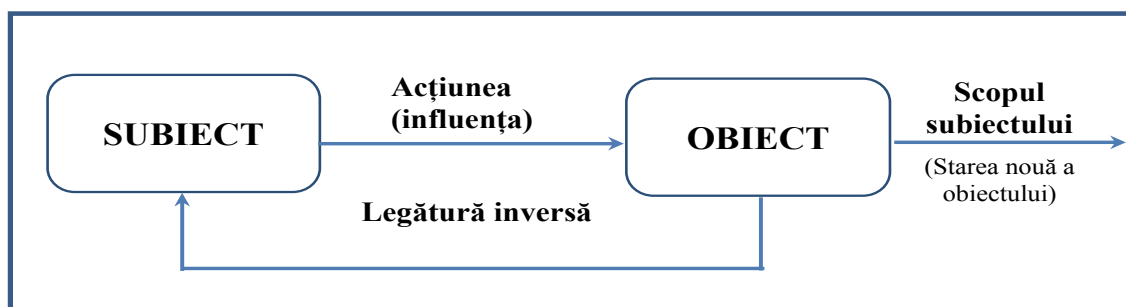 SUBIECT
Acțiunea
(influența)
OBIECT
Scopul
subiectului
(Starea nouă a
obiectului)
Legătură inversă